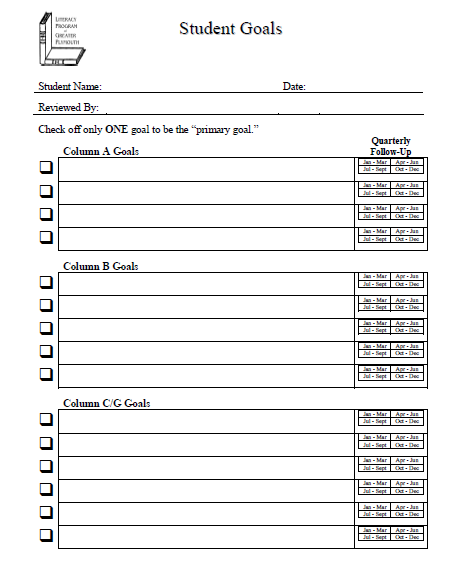 LITERACY
PROGRAM
of
GREATER
PLYMOUTH
Student Goals
Student Name: Date:
Reviewed By:
Check off only ONE goal to be the “primary goal.”
Quarterly
Follow-Up
Column A Goals
Jan - Mar Apr - Jun
Jul - Sept Oct - Dec
Jan - Mar Apr - Jun
Jul - Sept Oct - Dec
Jan - Mar Apr - Jun
Jul - Sept Oct - Dec
Jan - Mar Apr - Jun
Jul - Sept Oct - Dec
Column B Goals
Jan - Mar Apr - Jun
Jul - Sept Oct - Dec
Jan - Mar Apr - Jun
Jul - Sept Oct - Dec
Jan - Mar Apr - Jun
Jul - Sept Oct - Dec
Jan - Mar Apr - Jun
Jul - Sept Oct - Dec
Jan - Mar Apr - Jun
Jul - Sept Oct - Dec
Column C/G Goals
Jan - Mar Apr - Jun
Jul - Sept Oct - Dec
Jan - Mar Apr - Jun
Jul - Sept Oct - Dec
Jan - Mar Apr - Jun
Jul - Sept Oct - Dec
Jan - Mar Apr - Jun
Jul - Sept Oct - Dec
Jan - Mar Apr - Jun
Jul - Sept Oct - Dec
Jan - Mar Apr - Jun
Jul - Sept Oct - Dec